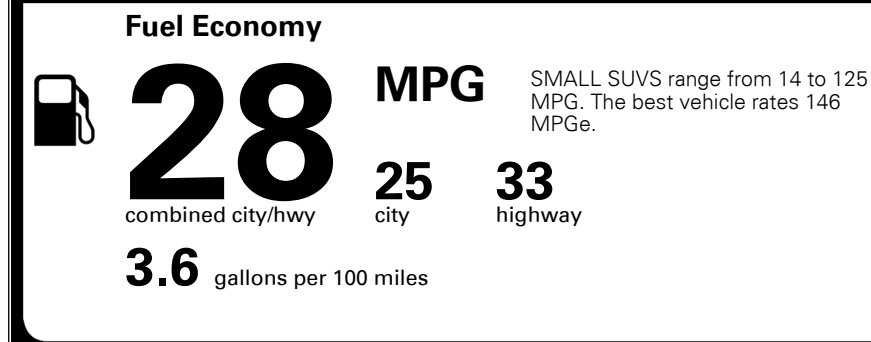 Fuel Economy
28
MPG
SMALL SUVS range from 14 to 125
MPG. The best vehicle rates 146
MPGe.
combined city/hwy
25
city
33
highway
3.6 gallons per 100 miles